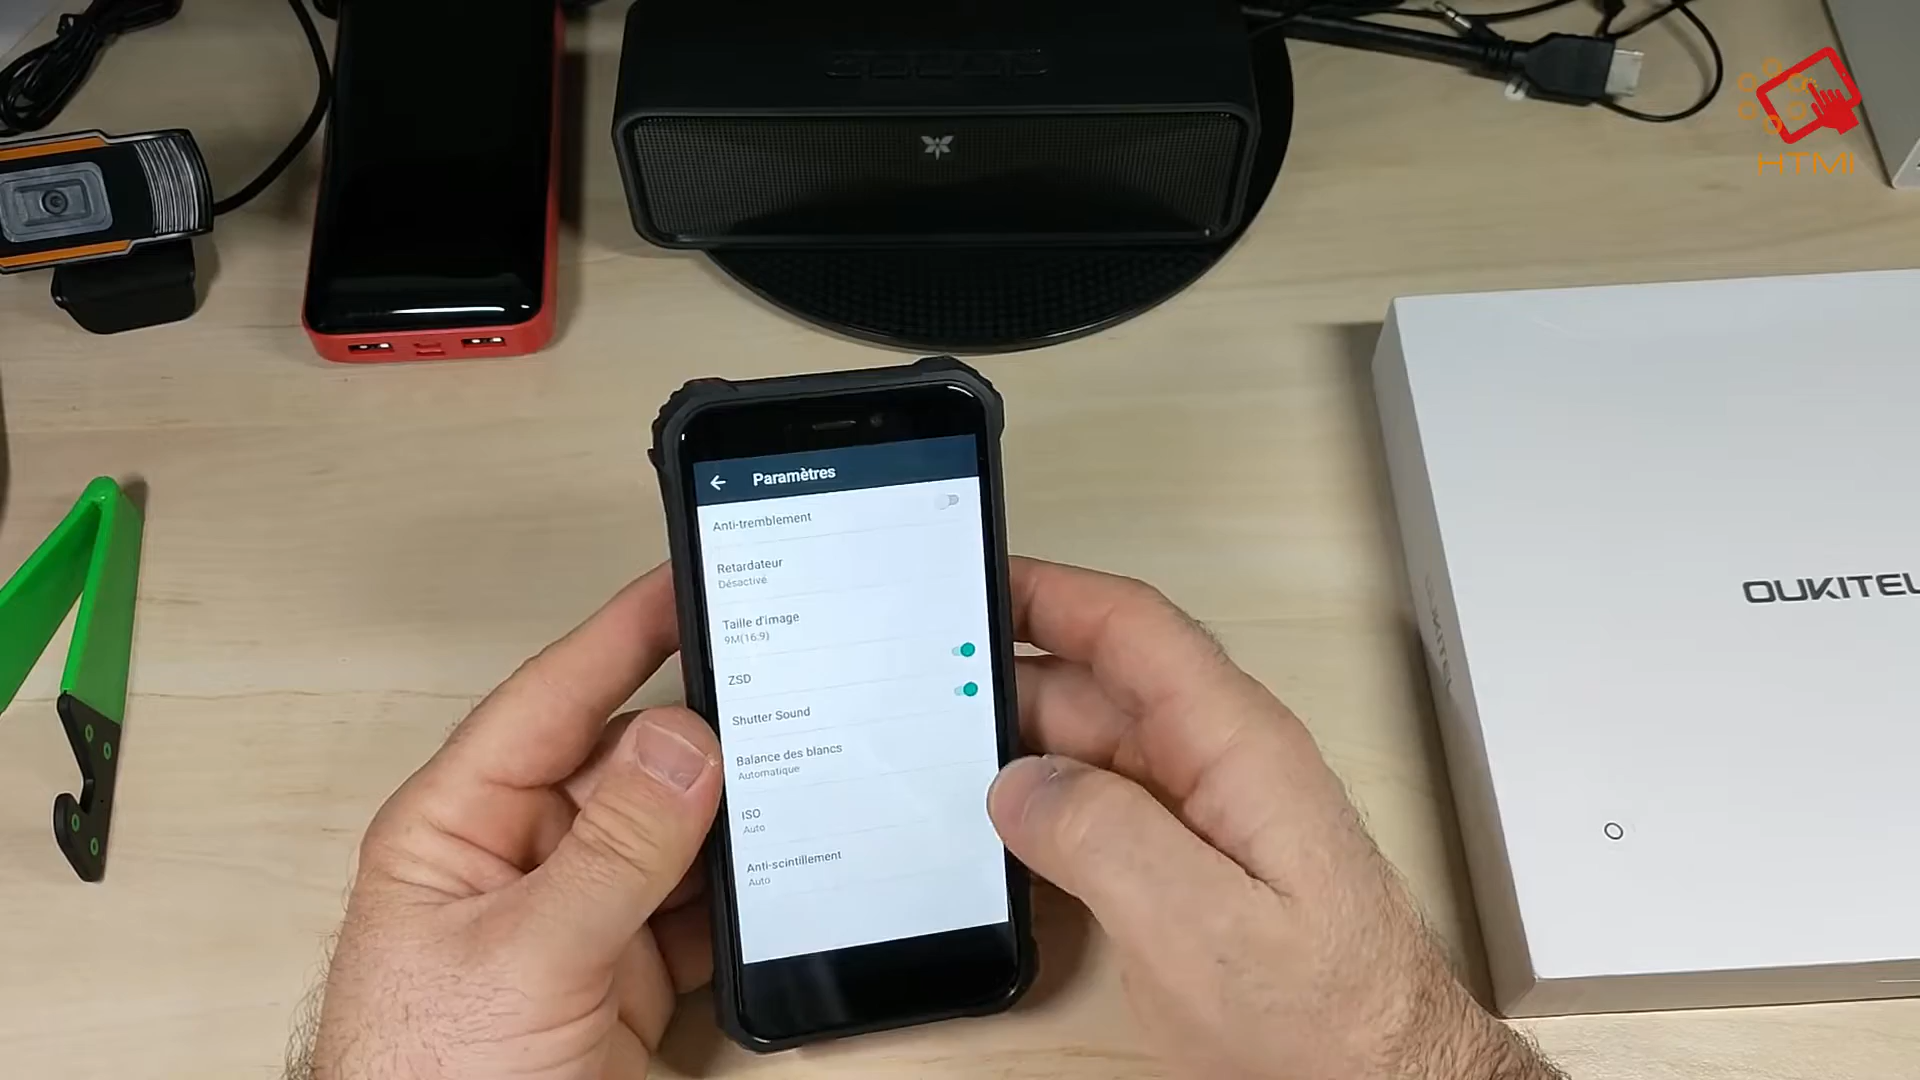 HTMI
Paramètres
Anti-tremblement
Retardateur
Désactivé
Taille d'image
9M(16:9)
ZSD
Shutter Sound
Balance des blancs
Automatique
ISO
Auto
Anti-scintillement
Auto
OUKITEL
OUKITEL